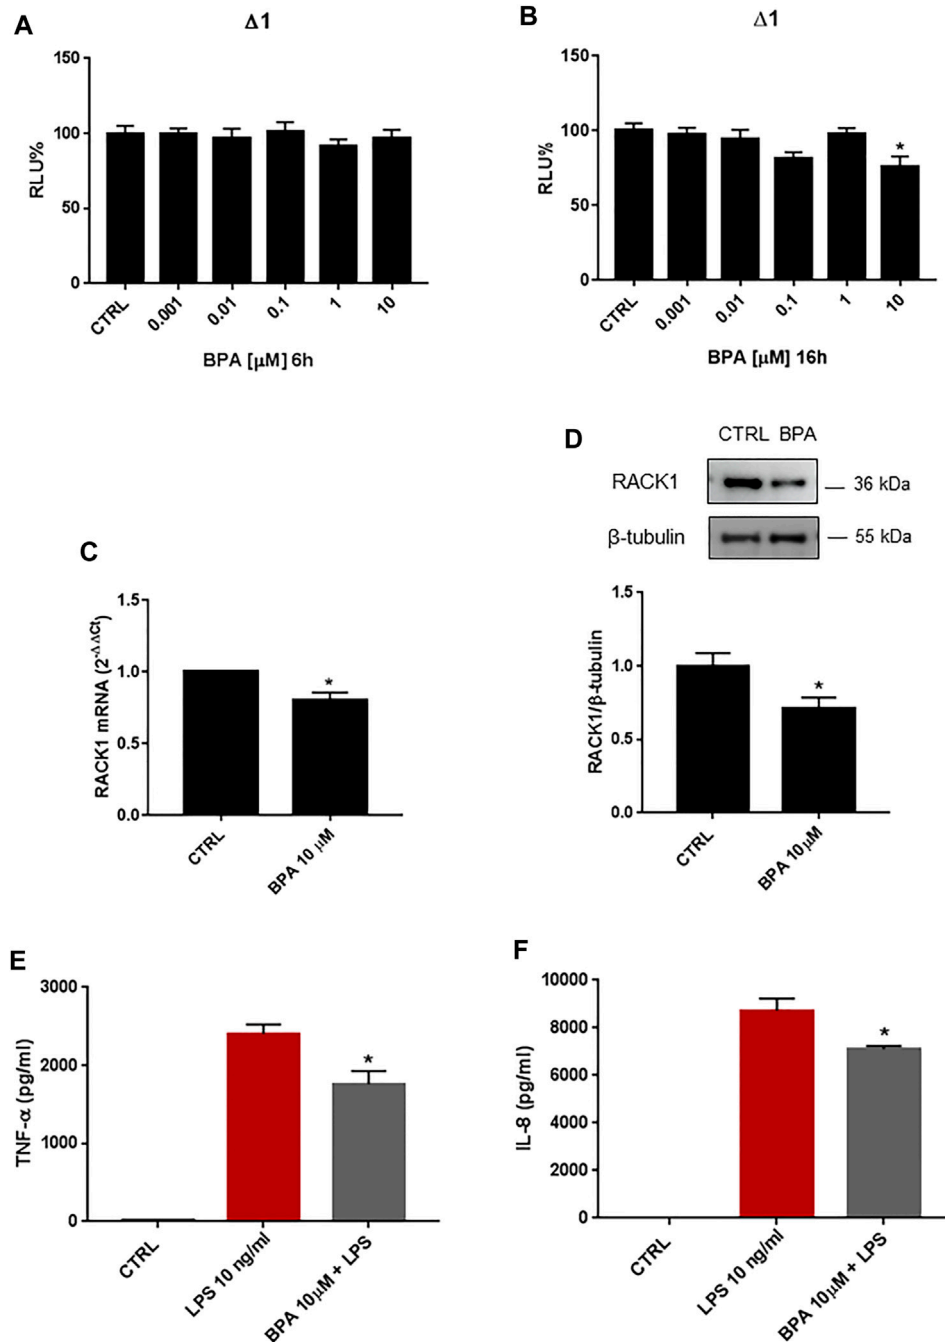 A
Δ1
RLU%
150
100
50
0
CTRL
0.001
0.01
0.1
1
10
BPA [μM] 6h
B
Δ1
RLU%
150
100
50
0
CTRL
0.001
0.01
0.1
1
10
*
BPA [μM] 16h
C
RACK1 mRNA (2^-ΔΔCt)
1.5
1.0
0.5
0.0
*
CTRL
BPA 10 μM
D
CTRL BPA
RACK1
36 kDa
β-tubulin
55 kDa
RACK1/β-tubulin
1.5
1.0
0.5
0.0
*
CTRL
BPA 10μM
E
TNF-α (pg/ml)
3000
2000
1000
0
*
CTRL
LPS 10 ng/ml
BPA 10μM + LPS
F
IL-8 (pg/ml)
10000
8000
6000
4000
2000
0
*
CTRL
LPS 10 ng/ml
BPA 10μM + LPS